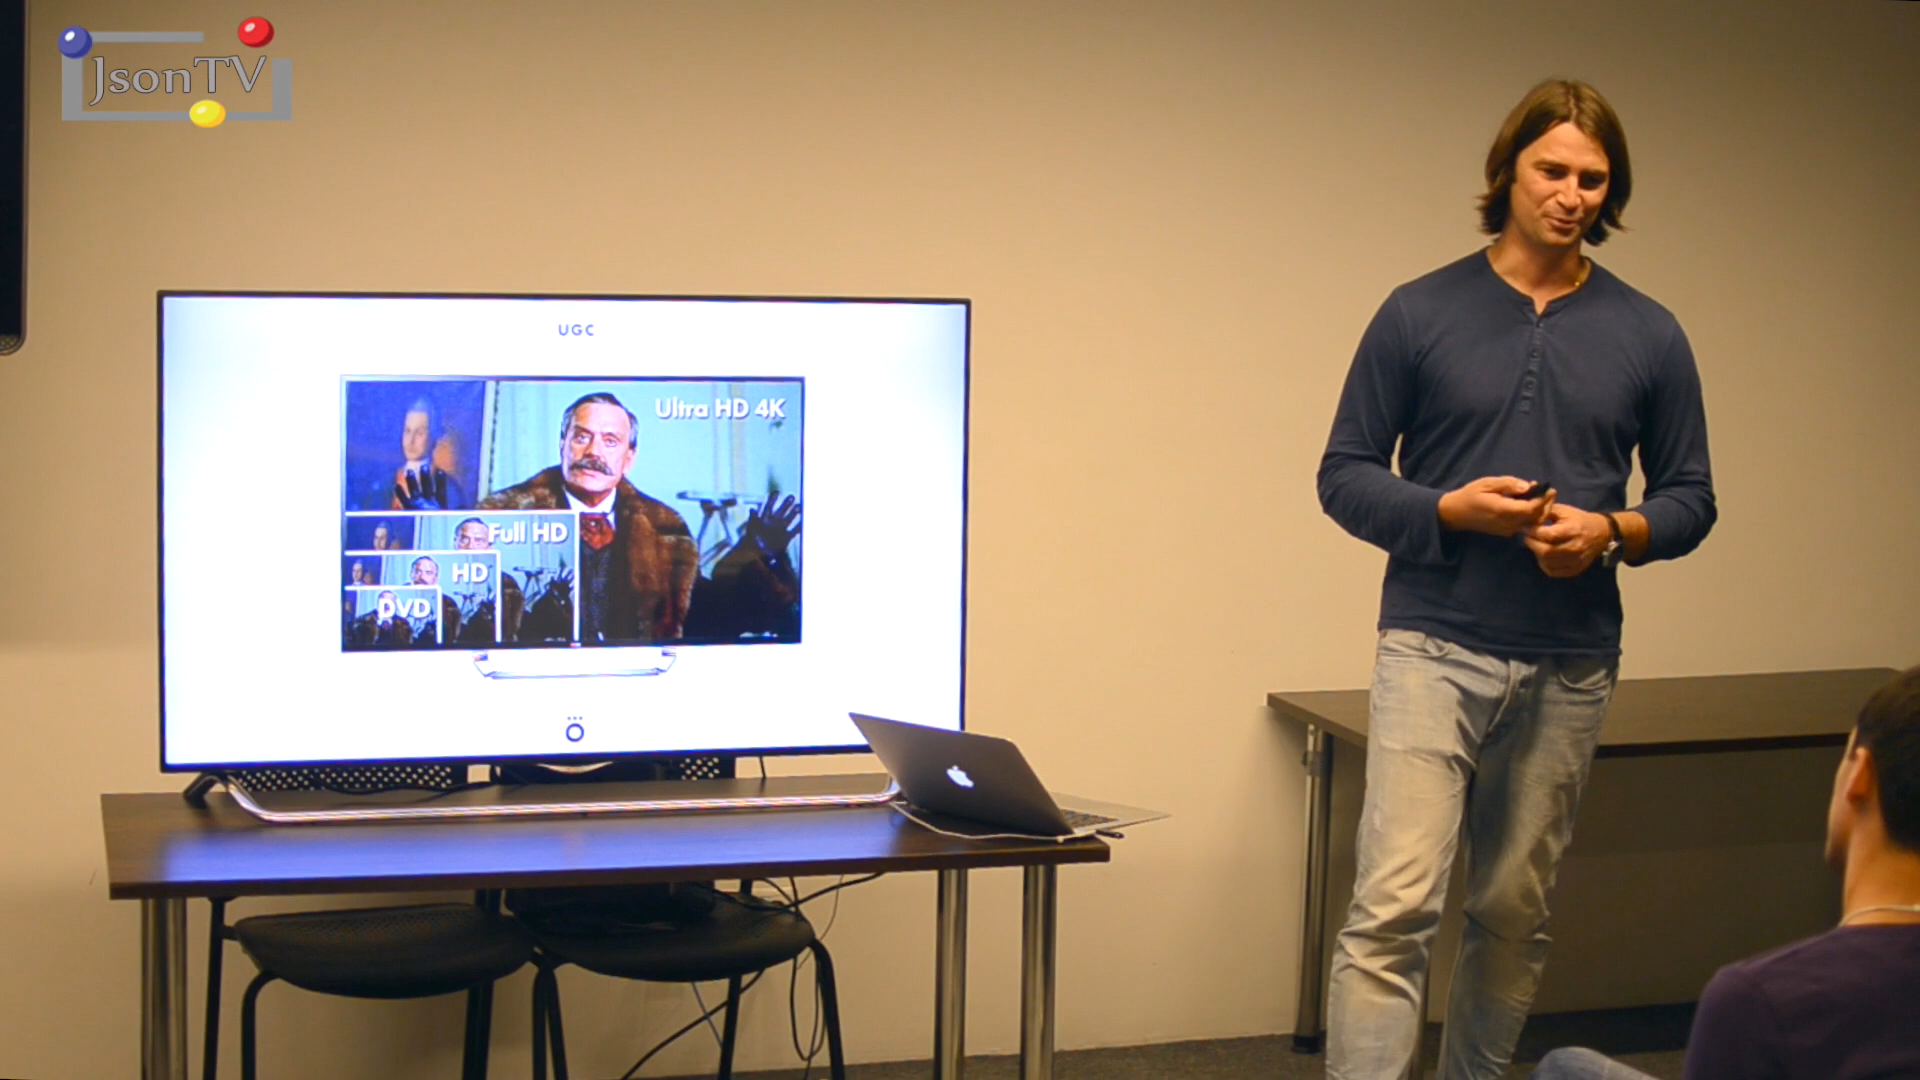 JsonTV
UGC
Ultra HD 4K
Full HD
HD
DVD